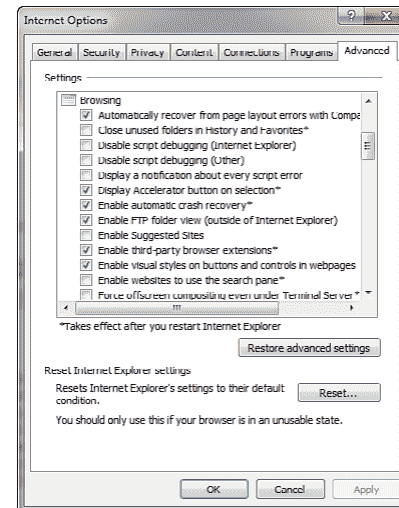 Internet Options
General Security Privacy Content Connections Programs Advanced
Settings
Browsing
Automatically recover from page layout errors with Compa
Close unused folders in History and Favorites*
Disable script debugging (Internet Explorer)
Disable script debugging (Other)
Display a notification about every script error
Display Accelerator button on selection*
Enable automatic crash recovery*
Enable FTP folder view (outside of Internet Explorer)
Enable Suggested Sites
Enable third-party browser extensions*
Enable visual styles on buttons and controls in webpages
Enable websites to use the search pane*
Force offscreen compositing even under Terminal Server*
*Takes effect after you restart Internet Explorer
Restore advanced settings
Reset Internet Explorer settings
Resets Internet Explorer's settings to their default
condition.
Reset...
You should only use this if your browser is in an unusable state.
OK Cancel Apply